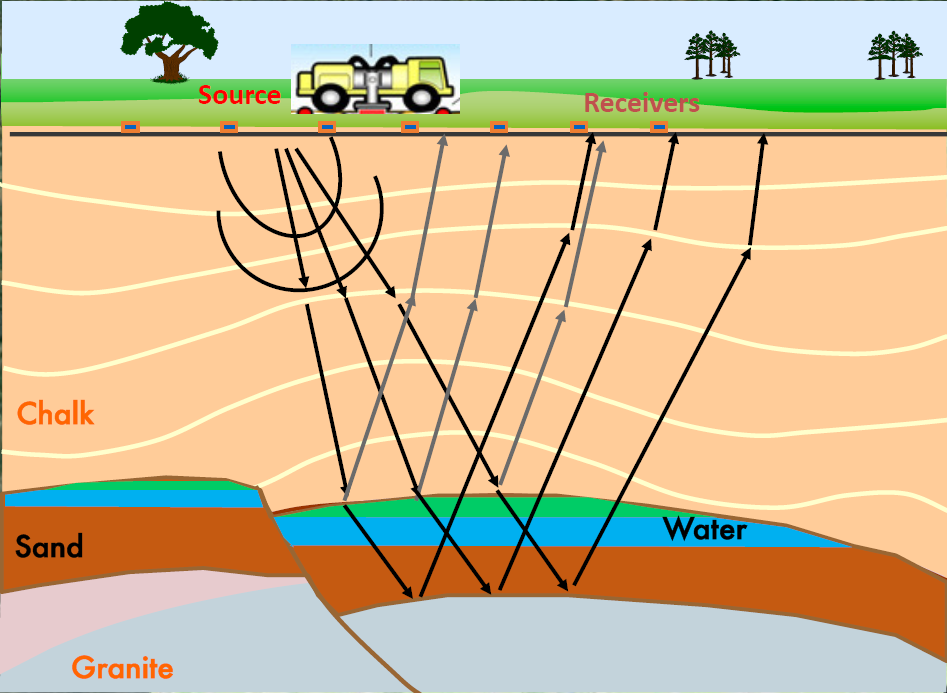 Source
Receivers
Chalk
Water
Sand
Granite